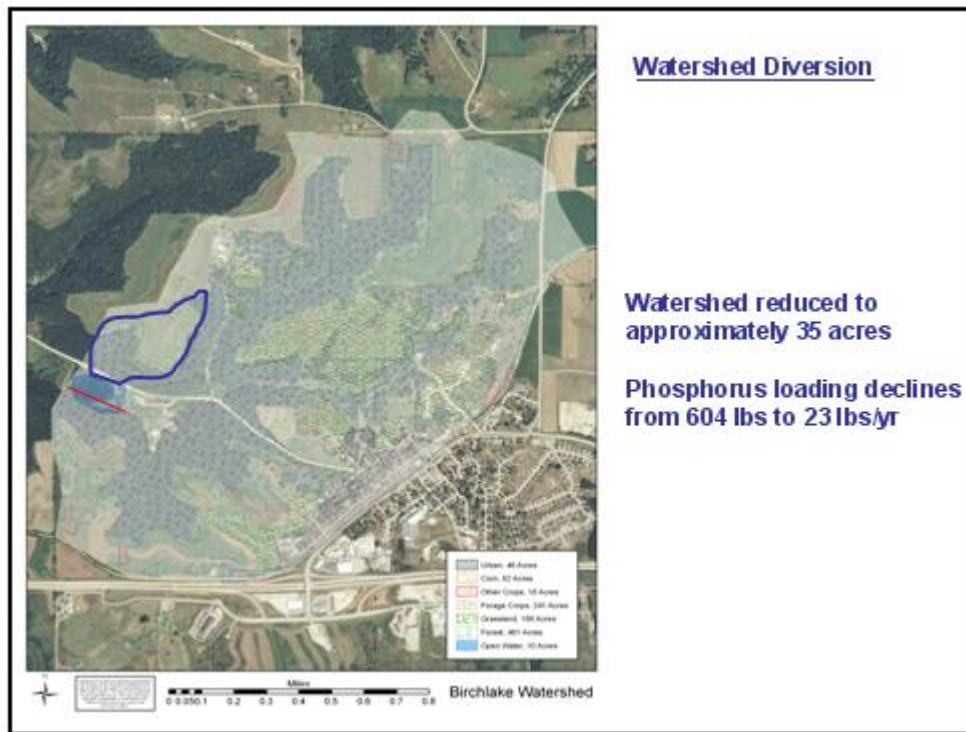 Watershed Diversion
Watershed reduced to
approximately 35 acres
Phosphorus loading declines
from 604 lbs to 23 lbs/yr
Urban, 46 Acres
Corn, 82 Acres
Other Crops, 18 Acres
Forage Crops, 241 Acres
Grassland, Acres
Forest, 461 Acres
Open Water, 10 Acres
Miles
0 0.05 0.1 0.2 0.3 0.4 0.5 0.6 0.8
Birchlake Watershed